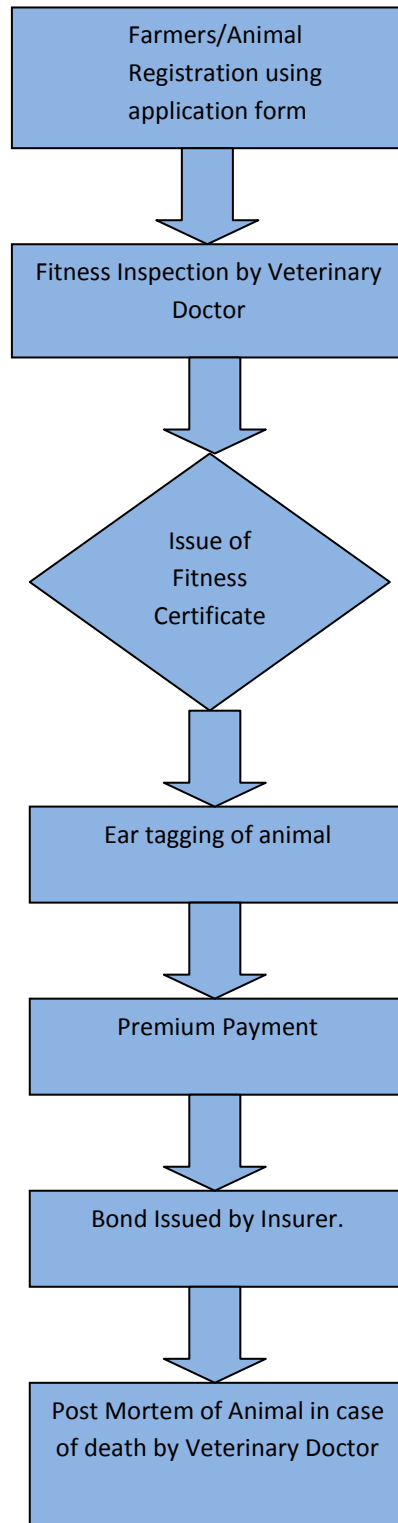 Farmers/Animal
Registration using
application form
Fitness Inspection by Veterinary
Doctor
Issue of
Fitness
Certificate
Ear tagging of animal
Premium Payment
Bond Issued by Insurer.
Post Mortem of Animal in case
of death by Veterinary Doctor